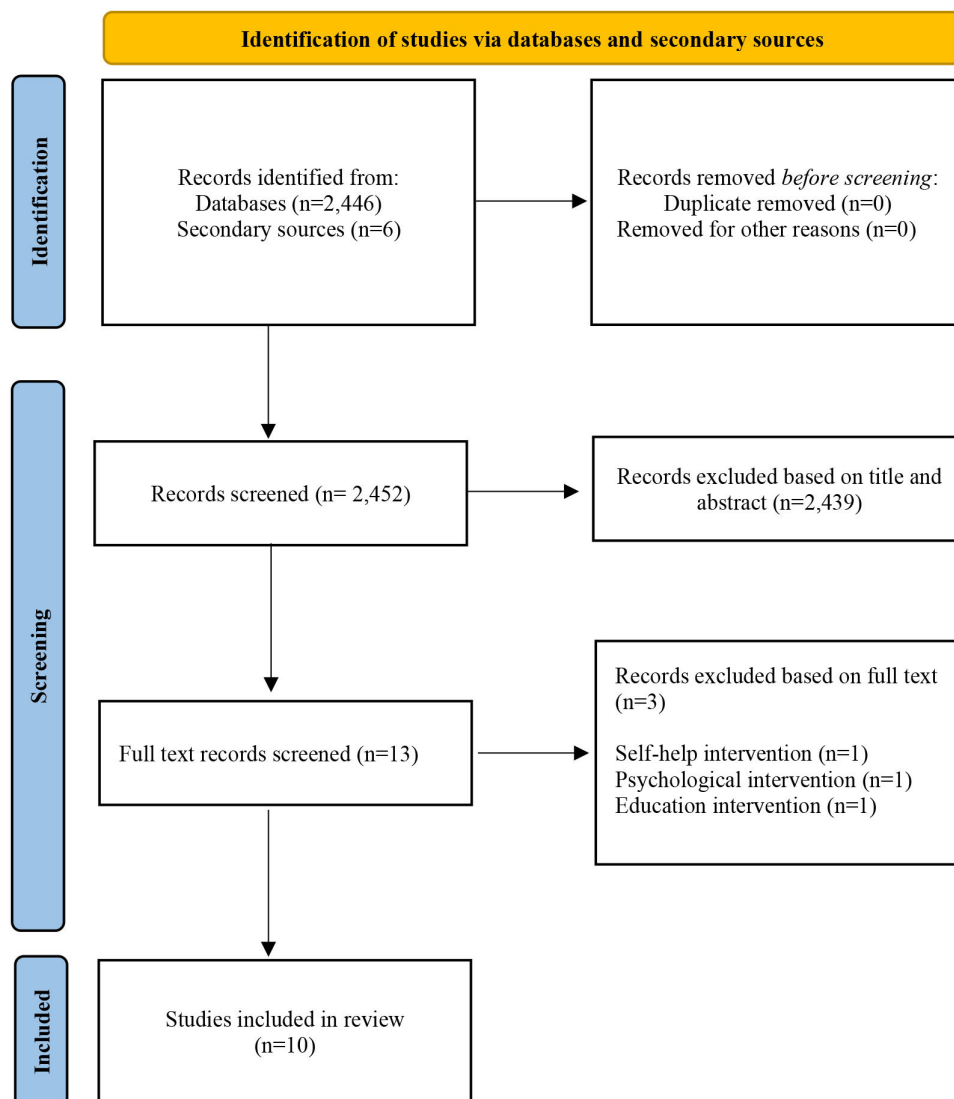 Identification of studies via databases and secondary sources
Identification
Records identified from:
Databases (n=2,446)
Secondary sources (n=6)
Records removed before screening:
Duplicate removed (n=0)
Removed for other reasons (n=0)
Screening
Records screened (n= 2,452)
Records excluded based on title and
abstract (n=2,439)
Full text records screened (n=13)
Records excluded based on full text
(n=3)
Self-help intervention (n=1)
Psychological intervention (n=1)
Education intervention (n=1)
Included
Studies included in review
(n=10)